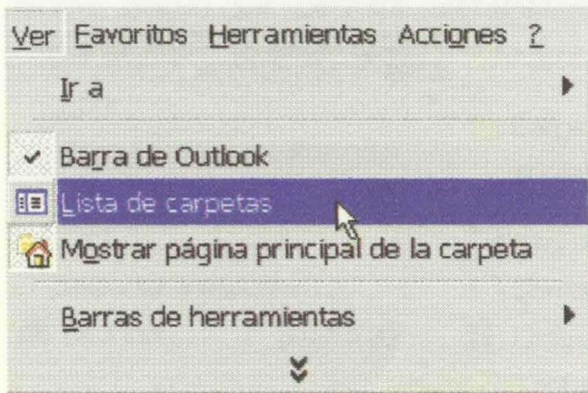 Ver Favoritos Herramientas Acciones ?
Ir a
Barra de Outlook
Lista de carpetas
Mostrar página principal de la carpeta
Barras de herramientas